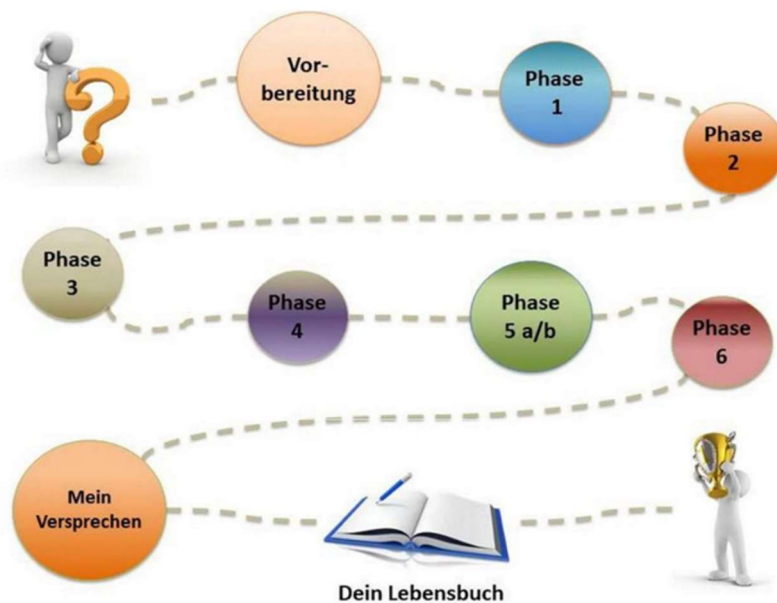 Vor-
bereitung
Phase
1
Phase
2
Phase
3
Phase
4
Phase
5 a/b
Phase
6
Mein
Versprechen
Dein Lebensbuch